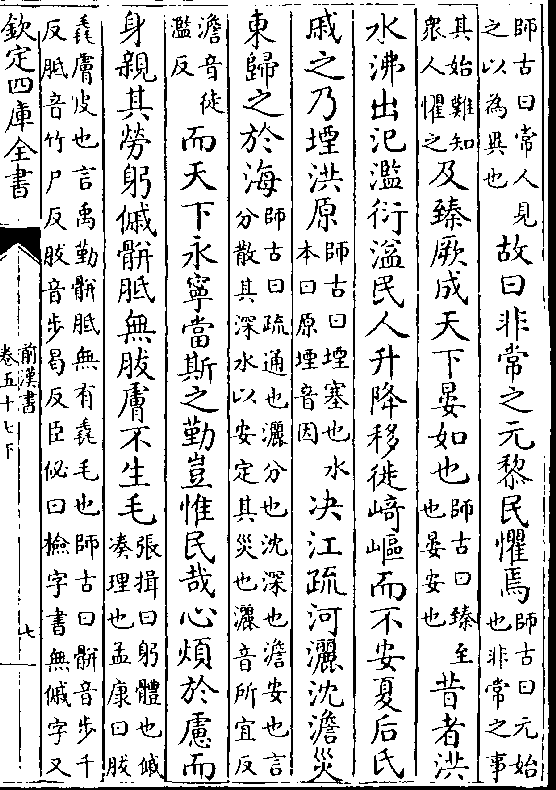 師古曰常人見
之以為異也
故曰非常之元黎民懼焉
師古曰元始
也非常之事
其始難知
衆人懼之
及臻厥成天下晏如也
師古曰臻至
也晏安也
昔者洪
水沸出氾濫衍溢民人升降移徙崎嶇而不安夏后氏
戚之乃堙洪原
師古曰堙塞也水
本曰原堙音因
决江疏河灑沈澹災
東歸之於海
師古曰疏通也灑分也沈深也澹安也言
分散其深水以安定其災也灑音所宜反
澹音徒
濫反
而天下永寧當斯之勤豈惟民哉心煩於慮而
身親其勞躬傶骿胝無胈膚不生毛
張揖曰躬體也傶
湊理也孟康曰胈
毳膚皮也言禹勤骿胝無有毳毛也師古曰骿音步千
反胝音竹尸反胈音步曷反臣佖曰檢字書無傶字又
欽定四庫全書
前漢書
卷五十七下
七